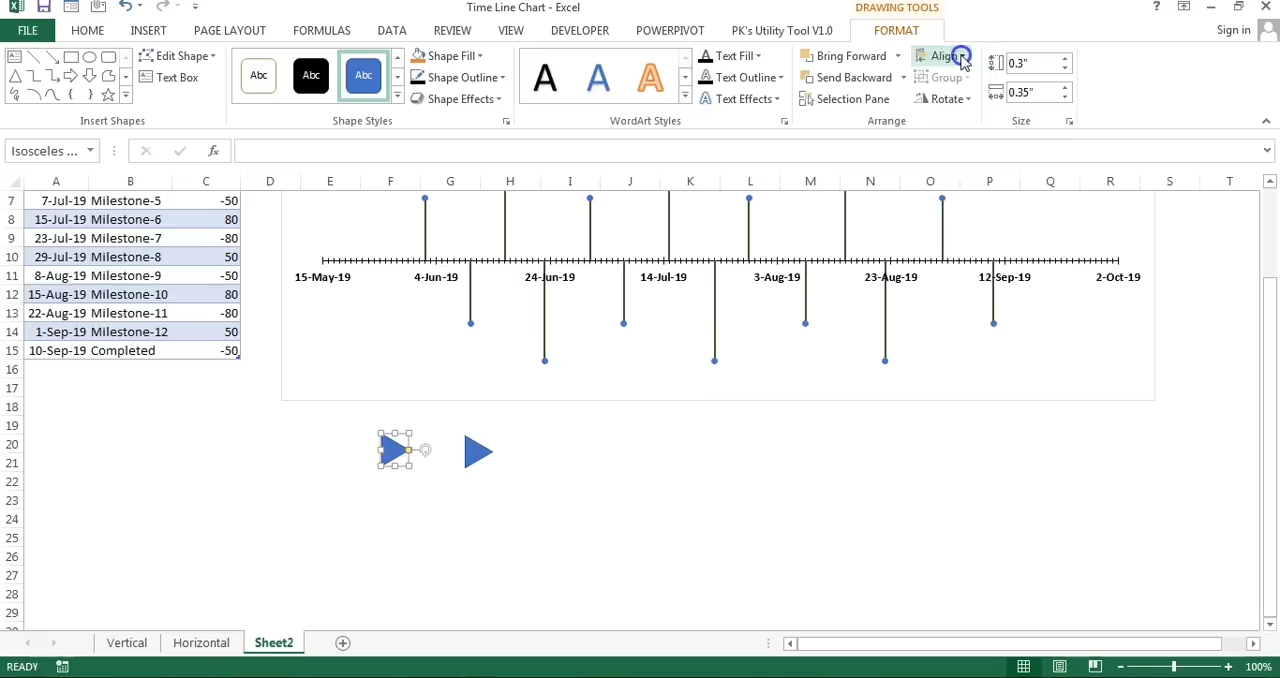 Time Line Chart - Excel
DRAWING TOOLS
?
FILE
HOME
INSERT
PAGE LAYOUT
FORMULAS
DATA
REVIEW
VIEW
DEVELOPER
POWERPIVOT
PK's Utility Tool V1.0
FORMAT
Sign in
Edit Shape
Text Box
Insert Shapes
Abc
Abc
Abc
Shape Fill
Shape Outline
Shape Effects
Shape Styles
A
A
A
Text Fill
Text Outline
Text Effects
WordArt Styles
Bring Forward
Send Backward
Selection Pane
Align
Group
Rotate
Arrange
0.3"
0.35"
Size
Isosceles ...
fx
A B C D E F G H I J K L M N O P Q R S T
7 7-Jul-19 Milestone-5 -50
8 15-Jul-19 Milestone-6 80
9 23-Jul-19 Milestone-7 -80
10 29-Jul-19 Milestone-8 50
11 8-Aug-19 Milestone-9 -50
12 15-Aug-19 Milestone-10 80
13 22-Aug-19 Milestone-11 -80
14 1-Sep-19 Milestone-12 50
15 10-Sep-19 Completed -50
16
17
18
19
20
21
22
23
24
25
26
27
28
29
15-May-19 4-Jun-19 24-Jun-19 14-Jul-19 3-Aug-19 23-Aug-19 12-Sep-19 2-Oct-19
Vertical Horizontal Sheet2
READY
100%